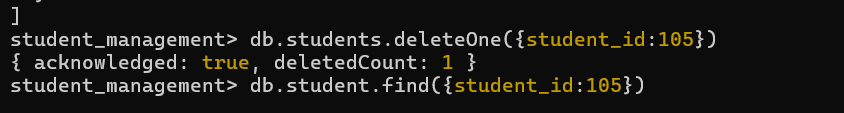 ]
student_management> db.students.deleteOne({student_id:105})
{ acknowledged: true, deletedCount: 1 }
student_management> db.student.find({student_id:105})